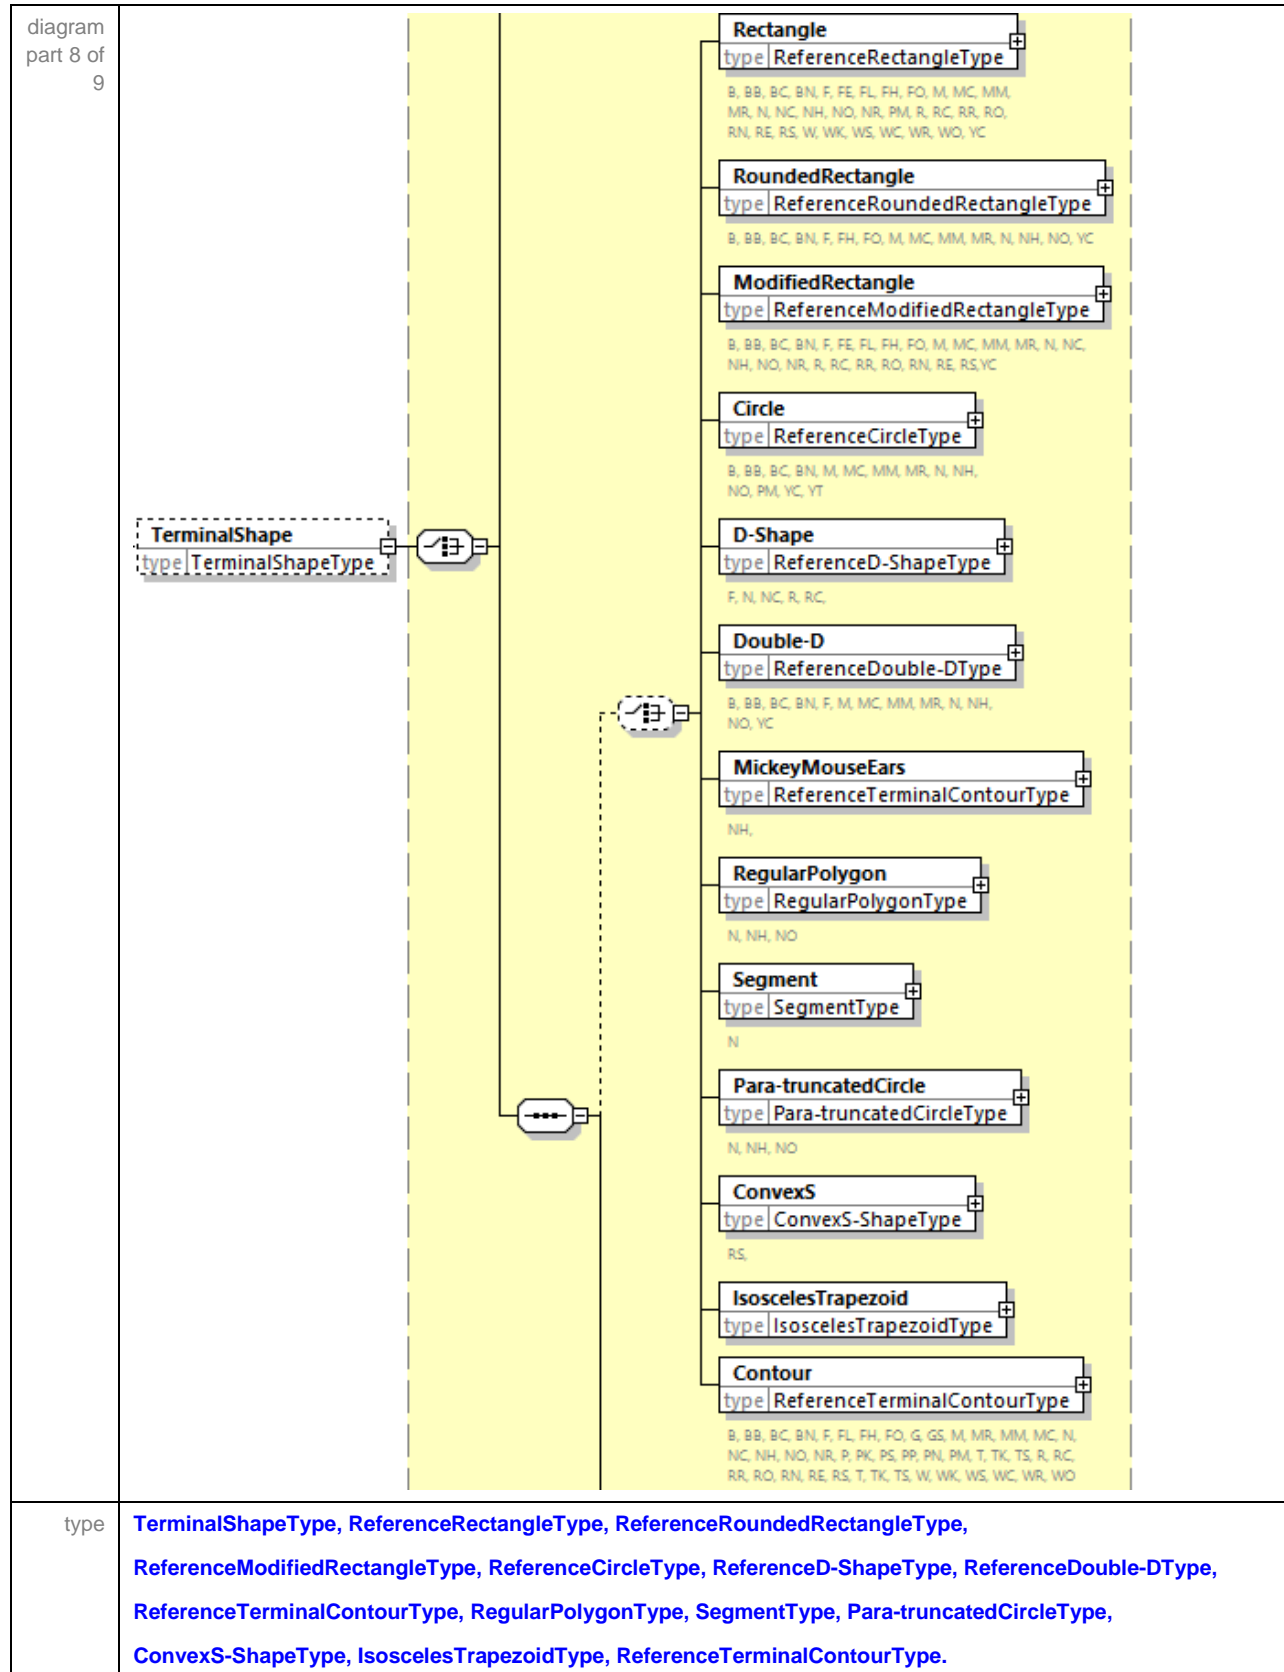 diagram
part 8 of
9
Rectangle
type ReferenceRectangleType
B, BB, BC, BN, F, FE, FL, FH, FO, M, MC, MM,
MR, N, NC, NH, NO, NR, PM, R, RC, RR, RO,
RN, RE, RS, W, WK, WS, WC, WR, WO, YC
RoundedRectangle
type ReferenceRoundedRectangleType
B, BB, BC, BN, F, FH, FO, M, MC, MM, MR, N, NH, NO, YC
ModifiedRectangle
type ReferenceModifiedRectangleType
B, BB, BC, BN, F, FE, FL, FH, FO, M, MC, MM, MR, N, NC,
NH, NO, NR, R, RC, RR, RO, RN, RE, RS,YC
Circle
type ReferenceCircleType
B, BB, BC, BN, M, MC, MM, MR, N, NH,
NO, PM, YC, YT
TerminalShape
type TerminalShapeType
D-Shape
type ReferenceD-ShapeType
F, N, NC, R, RC,
Double-D
type ReferenceDouble-DType
B, BB, BC, BN, F, M, MC, MM, MR, N, NH,
NO, YC
MickeyMouseEars
type ReferenceTerminalContourType
NH,
RegularPolygon
type RegularPolygonType
N, NH, NO
Segment
type SegmentType
N
Para-truncatedCircle
type Para-truncatedCircleType
N, NH, NO
ConvexS
type ConvexS-ShapeType
RS,
IsoscelesTrapezoid
type IsoscelesTrapezoidType
Contour
type ReferenceTerminalContourType
B, BB, BC, BN, F, FL, FH, FO, G, GS, M, MR, MM, MC, N,
NC, NH, NO, NR, P, PK, PS, PP, PN, PM, T, TK, TS, R, RC,
RR, RO, RN, RE, RS, T, TK, TS, W, WK, WS, WC, WR, WO
type
TerminalShapeType, ReferenceRectangleType, ReferenceRoundedRectangleType,
ReferenceModifiedRectangleType, ReferenceCircleType, ReferenceD-ShapeType, ReferenceDouble-DType,
ReferenceTerminalContourType, RegularPolygonType, SegmentType, Para-truncatedCircleType,
ConvexS-ShapeType, IsoscelesTrapezoidType, ReferenceTerminalContourType.